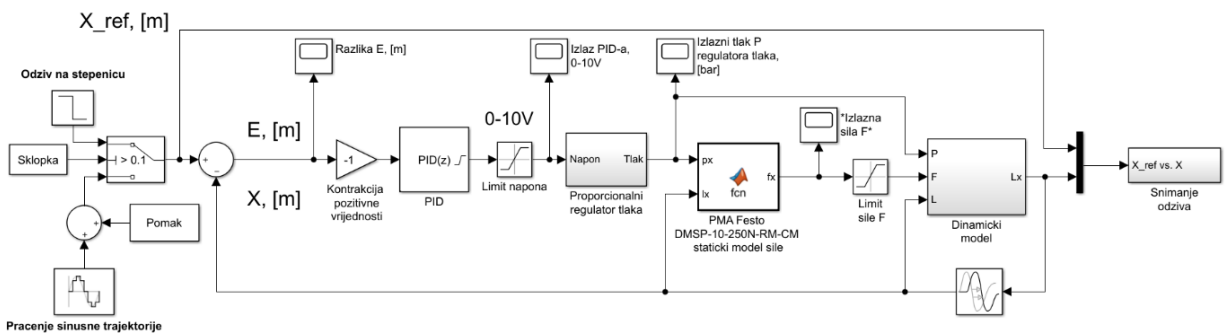 X_ref, [m]
Odziv na stepenicu
Sklopka
> 0.1
Pomak
Pracenje sinusne trajektorije
+
-
+
+
E, [m]
X, [m]
Razlika E, [m]
-1
Kontrakcija
pozitivne
vrijednosti
PID(z)
PID
0-10V
Limit napona
Izlaz PID-a,
0-10V
Napon
Tlak
Proporcionalni
regulator tlaka
Izlazni tlak P
regulatora tlaka,
[bar]
px
lx
fcn
fx
PMA Festo
DMSP-10-250N-RM-CM
staticki model sile
*Izlazna
sila F*
Limit
sile F
P
F
L
Lx
Dinamicki
model
X_ref vs. X
Snimanje
odziva